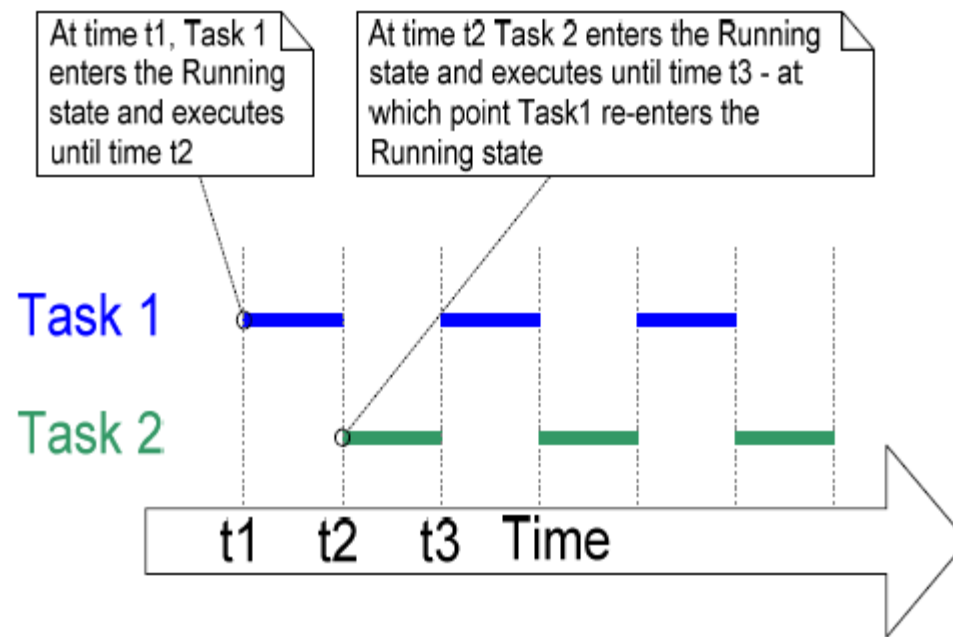 At time t1, Task 1
enters the Running
state and executes
until time t2
At time t2 Task 2 enters the Running
state and executes until time t3 - at
which point Task1 re-enters the
Running state
Task 1
Task 2
t1 t2 t3 Time